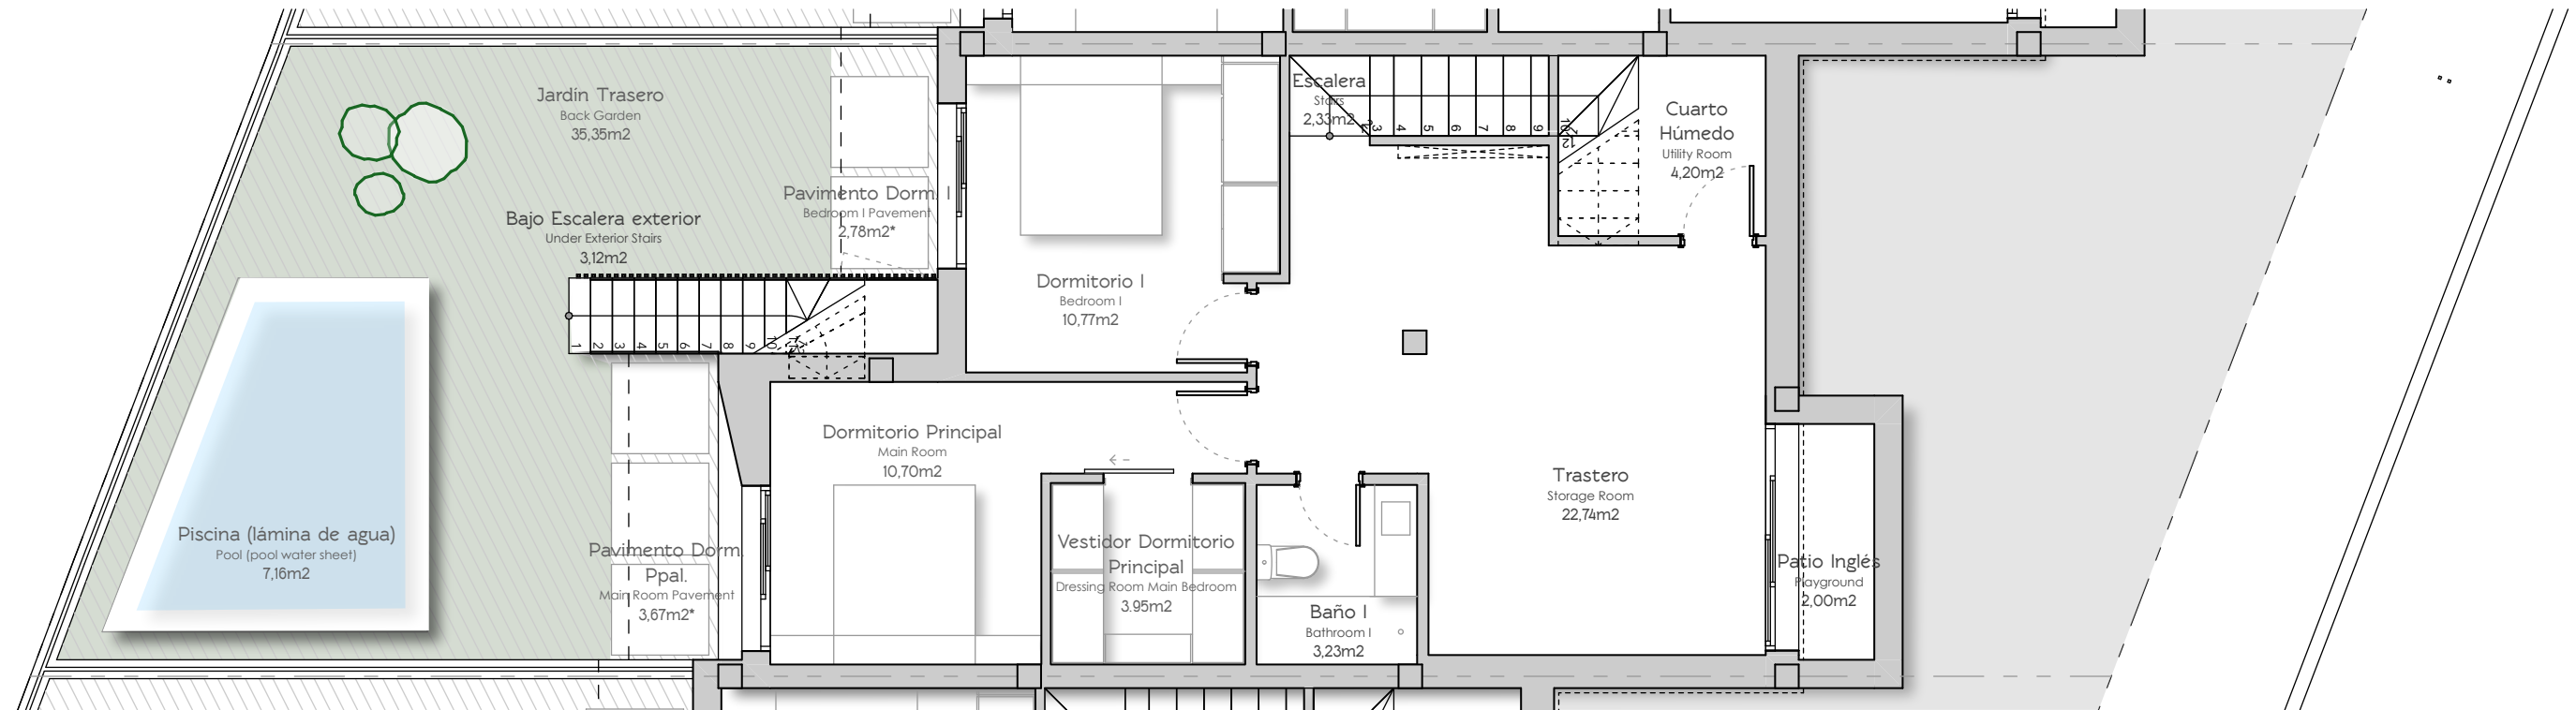 Jardín Trasero
Back Garden
35,35m2
Bajo Escalera exterior
Under Exterior Stairs
3,12m2
Pavimento Dorm. I
Bedroom I Pavement
2,78m2*
Dormitorio I
Bedroom I
10,77m2
Escalera
Stairs
2,33m2
3 4 5 6 7 8 9
Cuarto
Húmedo
Utility Room
4,20m2
1 2 3 4 5 6 7 8 9 10
Dormitorio Principal
Main Room
10,70m2
Piscina (lámina de agua)
Pool (pool water sheet)
7,16m2
Pavimento Dorm.
Ppal.
Main Room Pavement
3,67m2*
Vestidor Dormitorio
Principal
Dressing Room Main Bedroom
3.95m2
Baño I
Bathroom I
3,23m2
Trastero
Storage Room
22,74m2
Patio Inglés
Playground
2,00m2